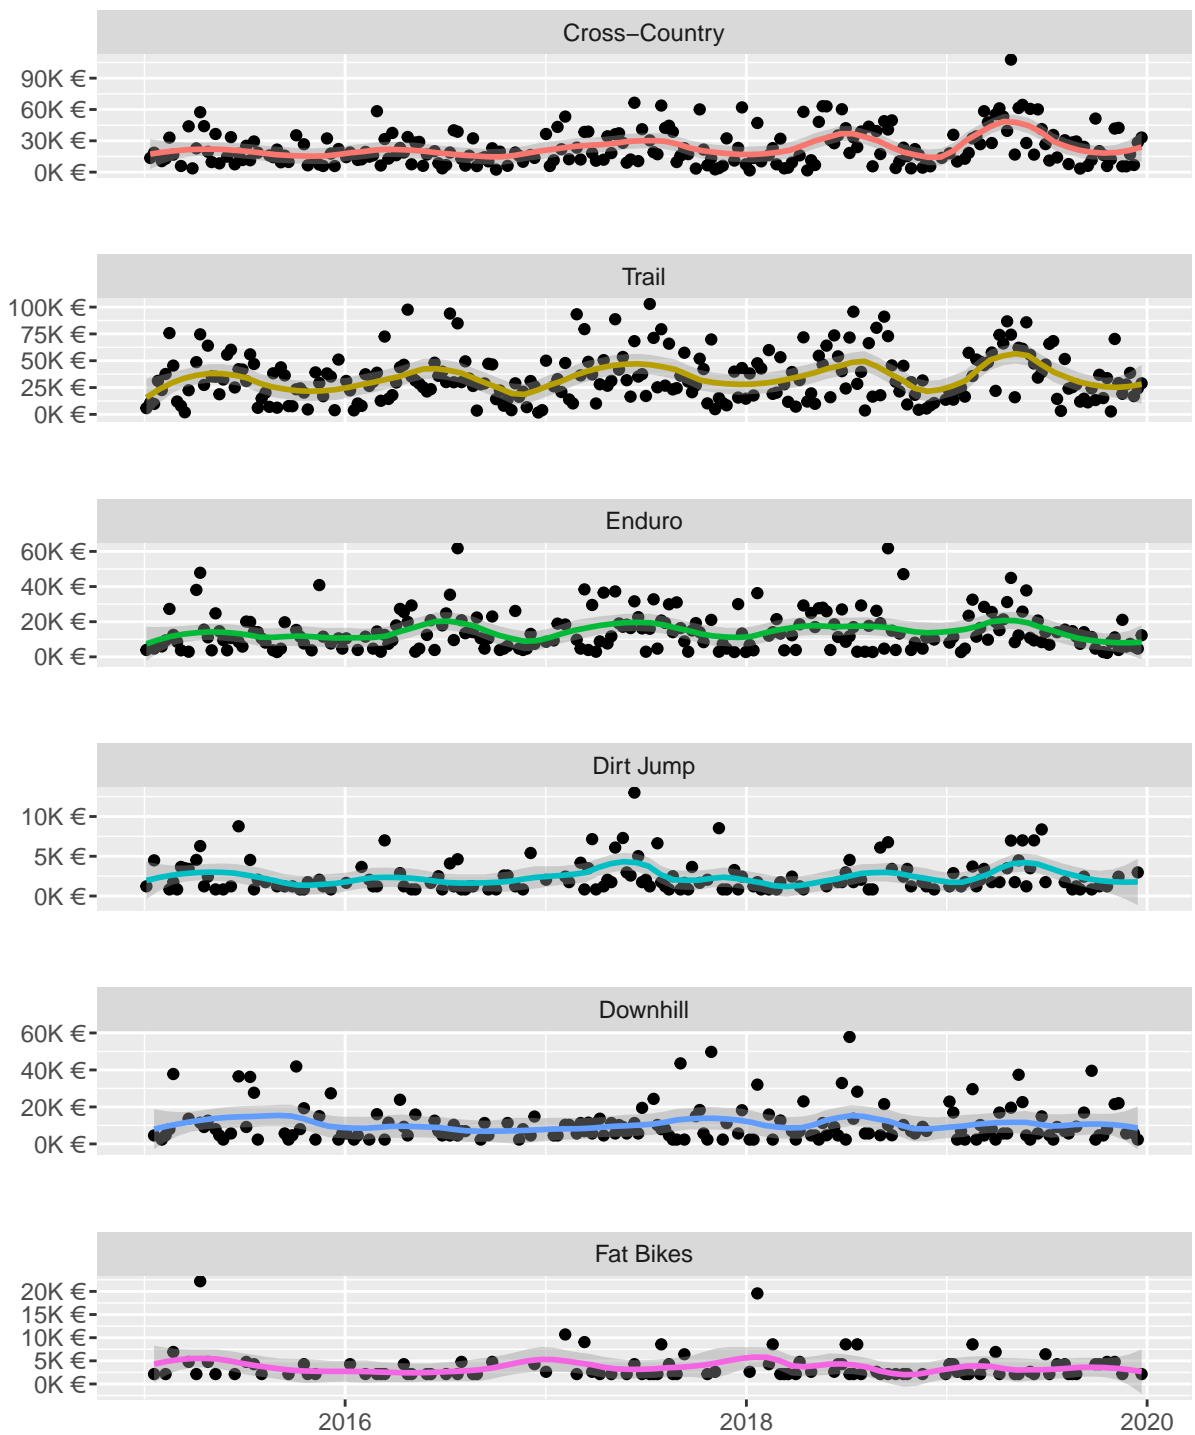 Cross−Country
90K €
60K €
30K €
0K €
Trail
100K €
75K €
50K €
25K €
0K €
Enduro
60K €
40K €
20K €
0K €
Dirt Jump
10K €
5K €
0K €
Downhill
60K €
40K €
20K €
0K €
Fat Bikes
20K €
15K €
10K €
5K €
0K €
2016 2018 2020